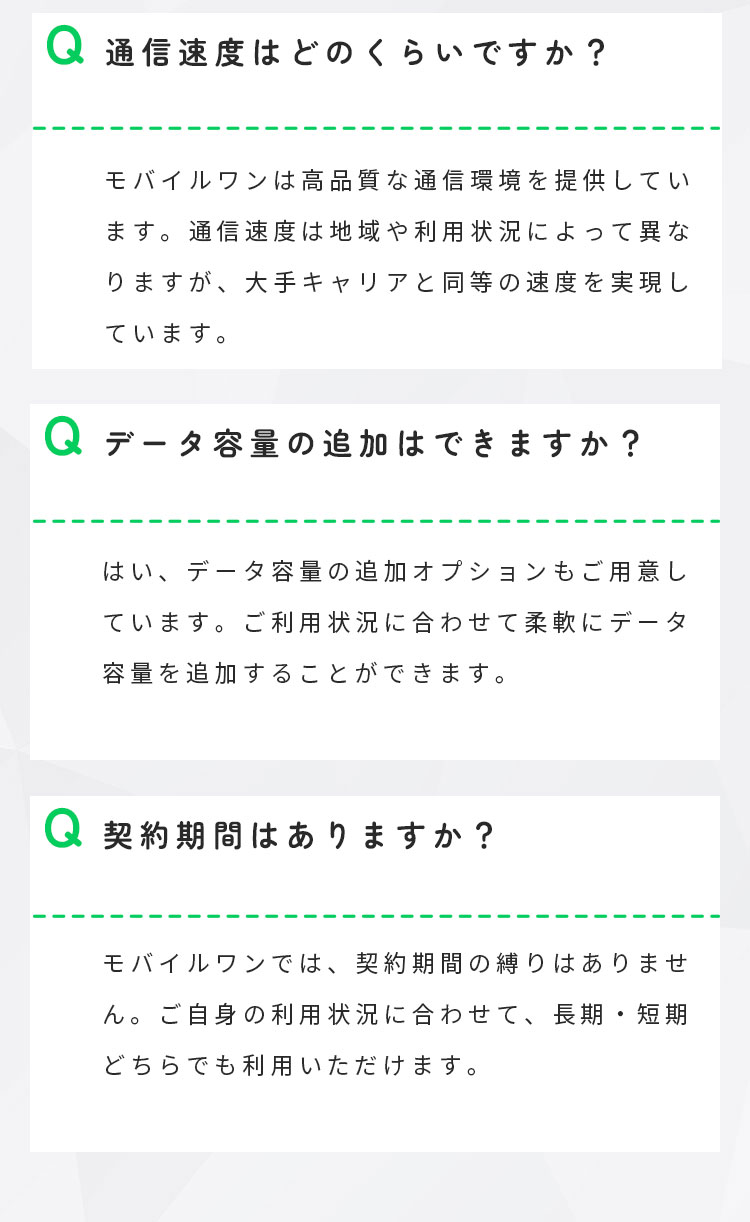 Q 通信速度はどのくらいですか？
モバイルワンは高品質な通信環境を提供してい
ます。通信速度は地域や利用状況によって異な
りますが、大手キャリアと同等の速度を実現し
ています。
Q データ容量の追加はできますか？
はい、データ容量の追加オプションもご用意し
ています。ご利用状況に合わせて柔軟にデータ
容量を追加することができます。
Q 契約期間はありますか？
モバイルワンでは、契約期間の縛りはありませ
ん。ご自身の利用状況に合わせて、長期・短期
どちらでも利用いただけます。